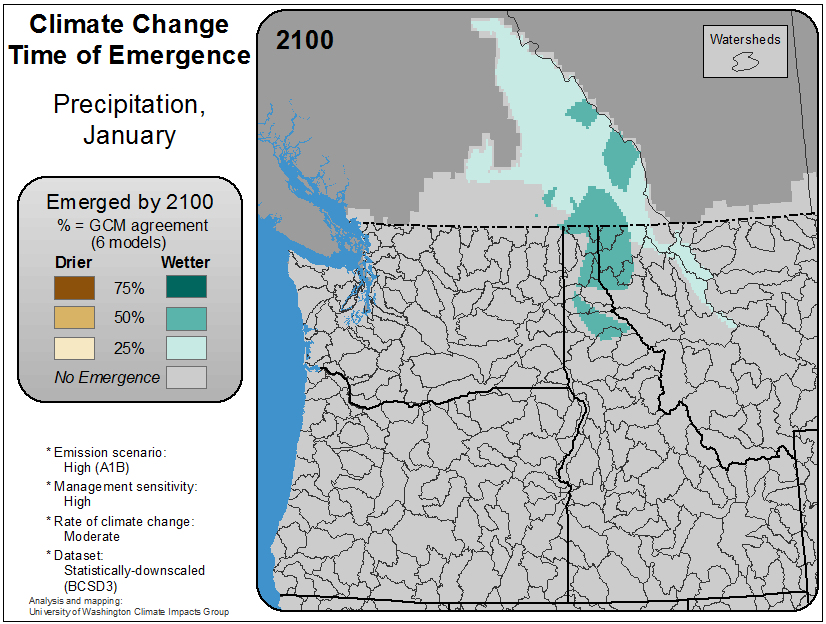 Climate Change
Time of Emergence
Precipitation,
January
Emerged by 2100
% = GCM agreement
(6 models)
Drier Wetter
75%
50%
25%
No Emergence
* Emission scenario:
High (A1B)
* Management sensitivity:
High
* Rate of climate change:
Moderate
* Dataset:
Statistically-downscaled
(BCSD3)
Analysis and mapping:
University of Washington Climate Impacts Group
2100
Watersheds